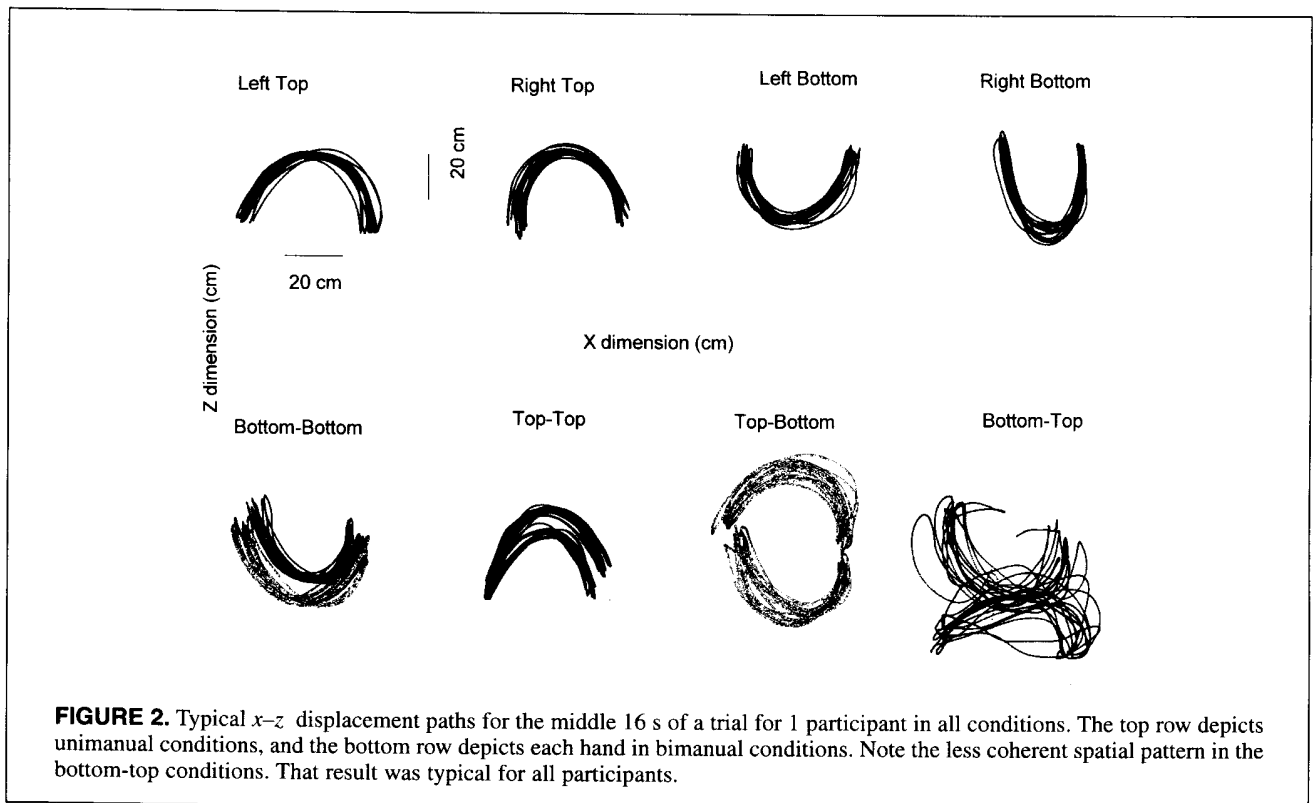 Left Top
Right Top
Left Bottom
Right Bottom
20 cm
20 cm
Z dimension (cm)
X dimension (cm)
Bottom-Bottom
Top-Top
Top-Bottom
Bottom-Top
FIGURE 2. Typical x–z displacement paths for the middle 16 s of a trial for 1 participant in all conditions. The top row depicts
unimanual conditions, and the bottom row depicts each hand in bimanual conditions. Note the less coherent spatial pattern in the
bottom-top conditions. That result was typical for all participants.